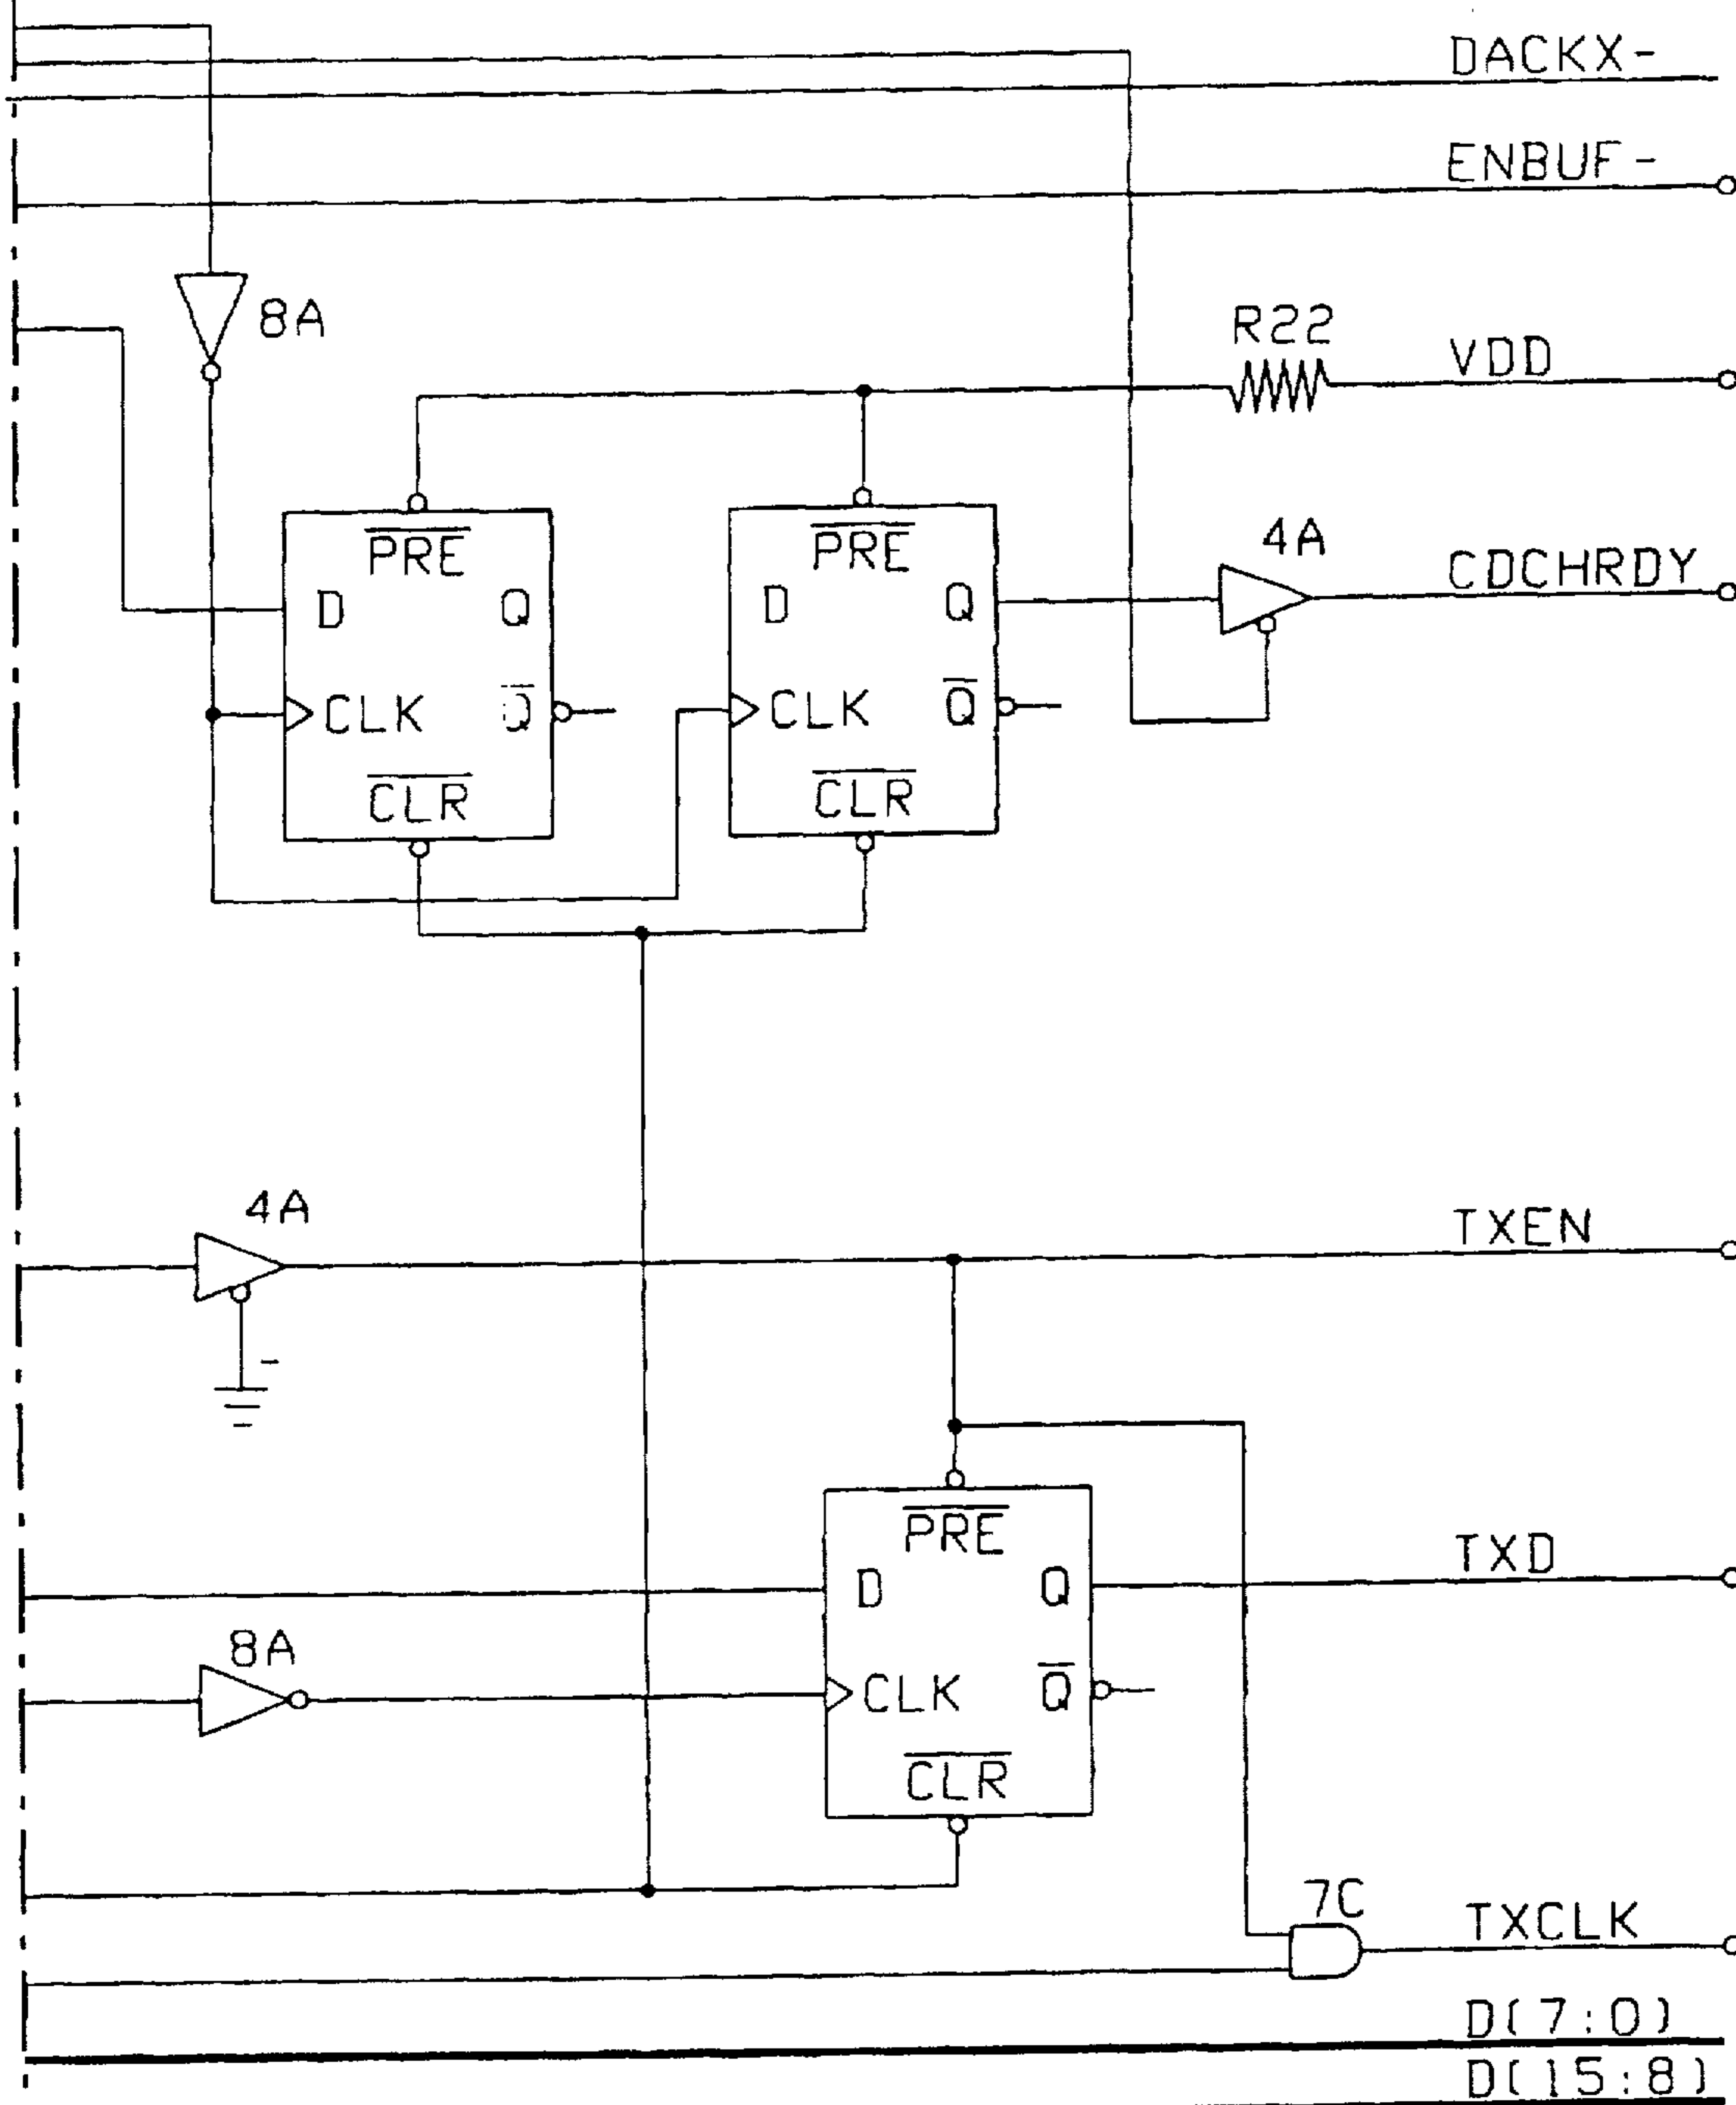 DACKX-
ENBUF-
8A
R22
VDD
PRE
D Q
CLK Q
CLR
PRE
D Q
CLK Q
CLR
4A
CDCHRDY
4A
TXEN
PRE
D Q
CLK Q
CLR
TXD
8A
7C
TXCLK
D(7:0)
D(15:8)